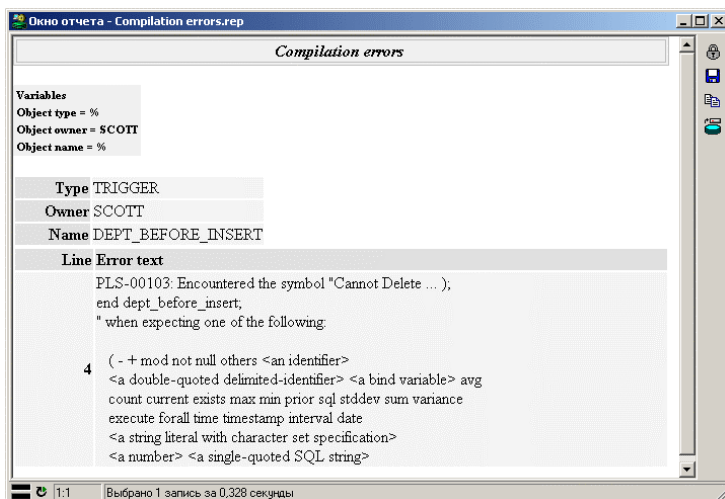 Окно отчета - Compilation errors.rep
Compilation errors
Variables
Object type = %
Object owner = SCOTT
Object name = %
Type TRIGGER
Owner SCOTT
Name DEPT_BEFORE_INSERT
Line Error text
PLS-00103: Encountered the symbol "Cannot Delete ... );
end dept_before_insert;
" when expecting one of the following:
( - + mod not null others <an identifier>
4
<a double-quoted delimited-identifier> <a bind variable> avg
count current exists max min prior sql stddev sum variance
execute forall time timestamp interval date
<a string literal with character set specification>
<a number> <a single-quoted SQL string>
1:1 Выбрано 1 запись за 0,328 секунды